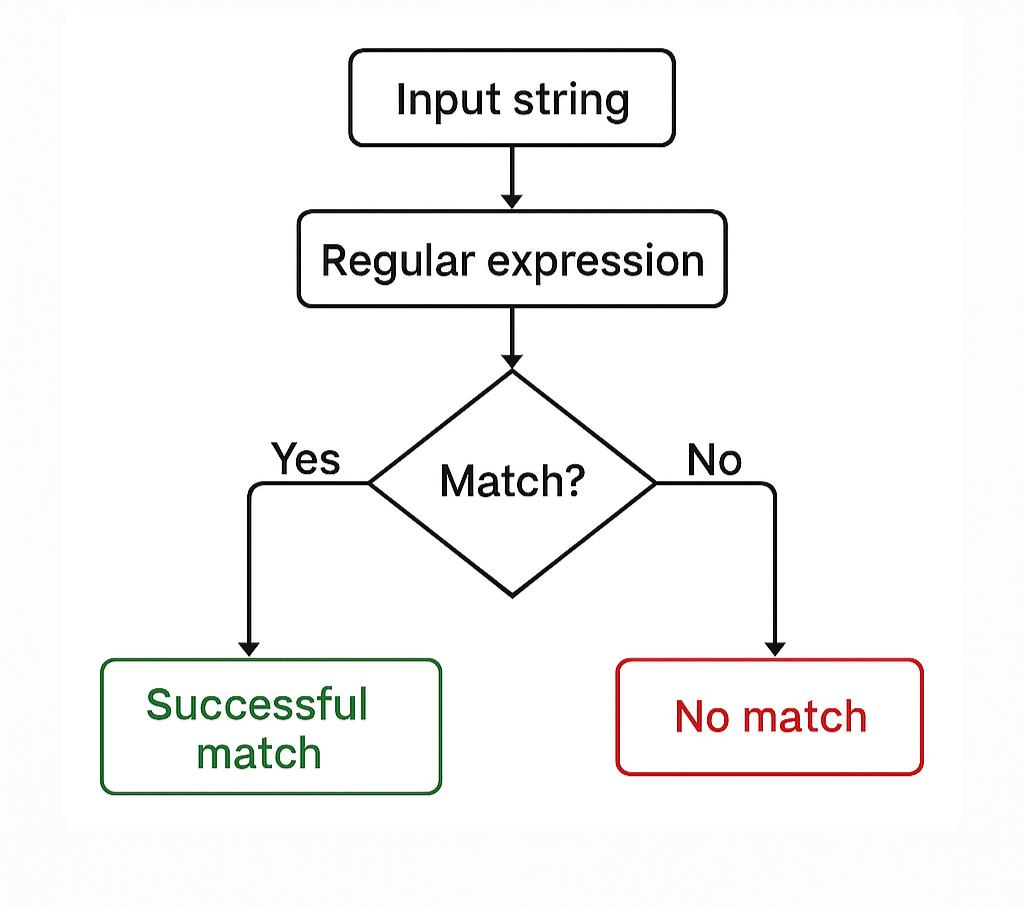 Input string
Regular expression
Match?
Yes
No
Successful
match
No match